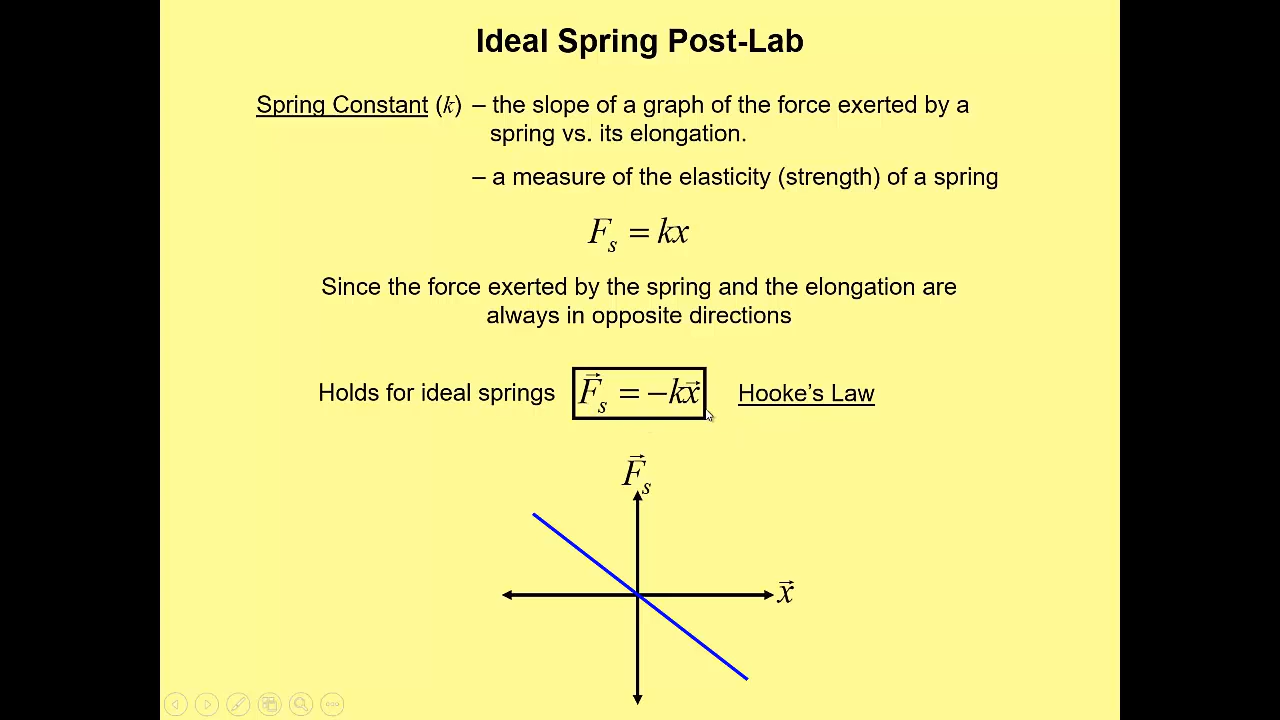 Ideal Spring Post-Lab
Spring Constant (k) – the slope of a graph of the force exerted by a
spring vs. its elongation.
– a measure of the elasticity (strength) of a spring
Fₛ = kx
Since the force exerted by the spring and the elongation are
always in opposite directions
Holds for ideal springs F⃗ₛ = −kx⃗ Hooke’s Law
F⃗ₛ
x⃗